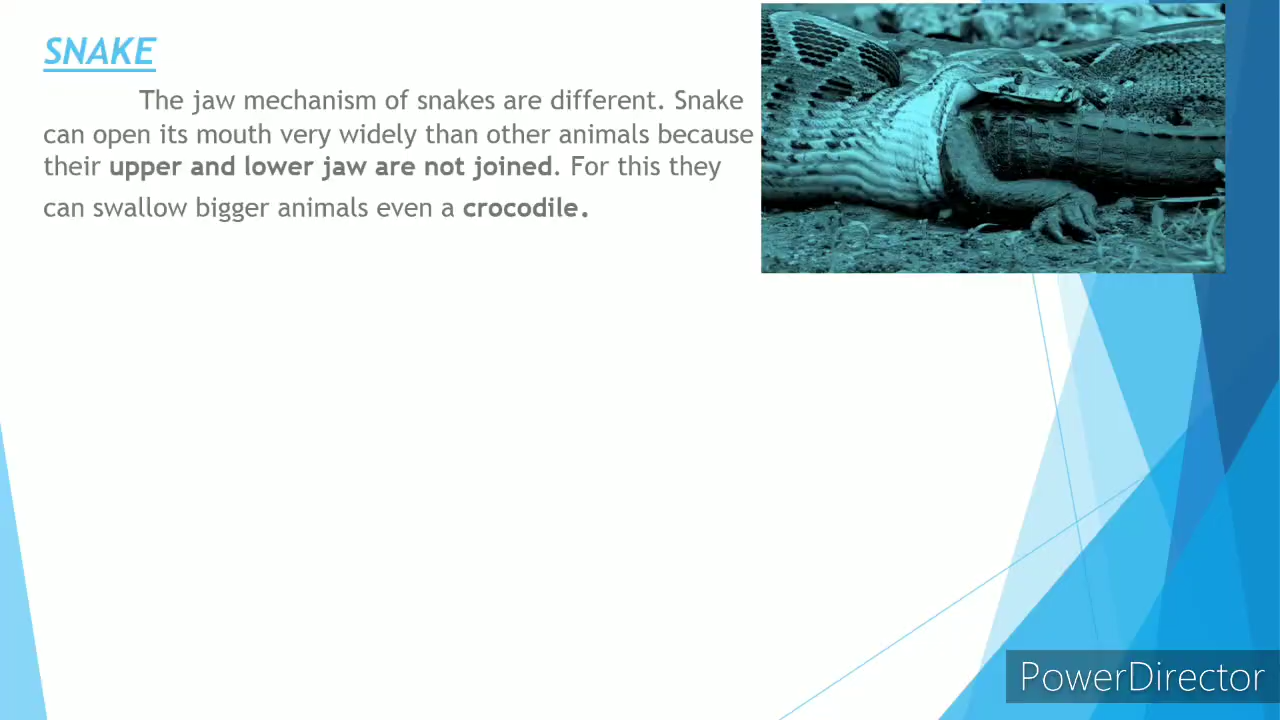 SNAKE
The jaw mechanism of snakes are different. Snake
can open its mouth very widely than other animals because
their upper and lower jaw are not joined. For this they
can swallow bigger animals even a crocodile.
PowerDirector